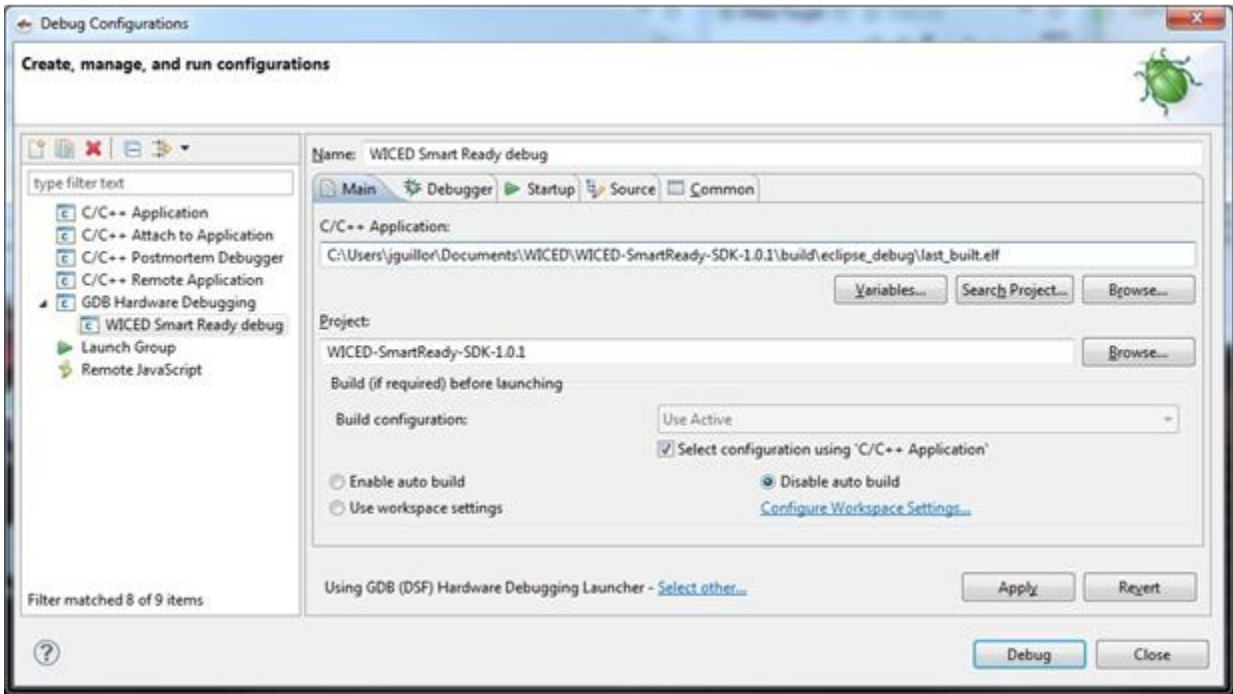 Debug Configurations
Create, manage, and run configurations
type filter text
C/C++ Application
C/C++ Attach to Application
C/C++ Postmortem Debugger
C/C++ Remote Application
GDB Hardware Debugging
WICED Smart Ready debug
Launch Group
Remote JavaScript
Filter matched 8 of 9 items
Name: WICED Smart Ready debug
Main Debugger Startup Source Common
C/C++ Application:
C:\Users\jguillor\Documents\WICED\WICED-SmartReady-SDK-1.0.1\build\eclipse_debug\last_built.elf
Variables... Search Project... Browse...
Project:
WICED-SmartReady-SDK-1.0.1 Browse...
Build (if required) before launching
Build configuration: Use Active
Select configuration using 'C/C++ Application'
Enable auto build Disable auto build
Use workspace settings Configure Workspace Settings...
Using GDB (DSF) Hardware Debugging Launcher - Select other... Apply Revert
Debug Close